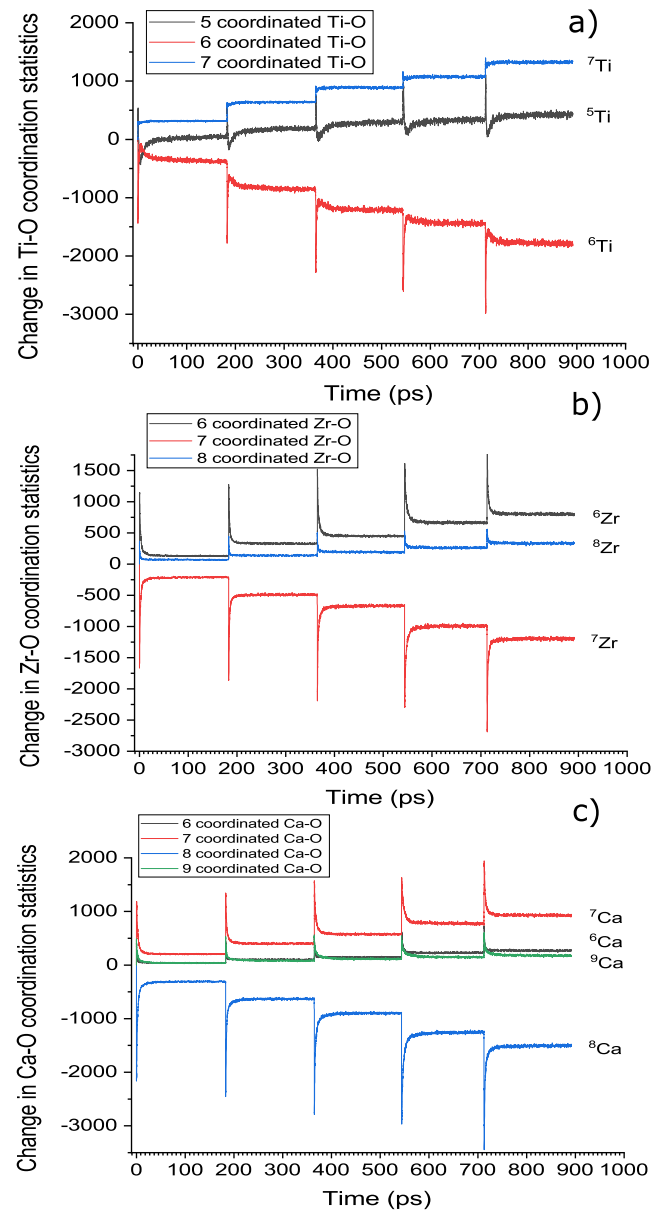 a)
5 coordinated Ti-O
6 coordinated Ti-O
7 coordinated Ti-O
Change in Ti-O coordination statistics
2000
1000
0
-1000
-2000
-3000
⁷Ti
⁵Ti
⁶Ti
0 100 200 300 400 500 600 700 800 900 1000
Time (ps)
b)
6 coordinated Zr-O
7 coordinated Zr-O
8 coordinated Zr-O
Change in Zr-O coordination statistics
1500
1000
500
0
-500
-1000
-1500
-2000
-2500
-3000
⁶Zr
⁸Zr
⁷Zr
0 100 200 300 400 500 600 700 800 900 1000
Time (ps)
c)
6 coordinated Ca-O
7 coordinated Ca-O
8 coordinated Ca-O
9 coordinated Ca-O
Change in Ca-O coordination statistics
2000
1000
0
-1000
-2000
-3000
⁷Ca
⁶Ca
⁹Ca
⁸Ca
0 100 200 300 400 500 600 700 800 900 1000
Time (ps)